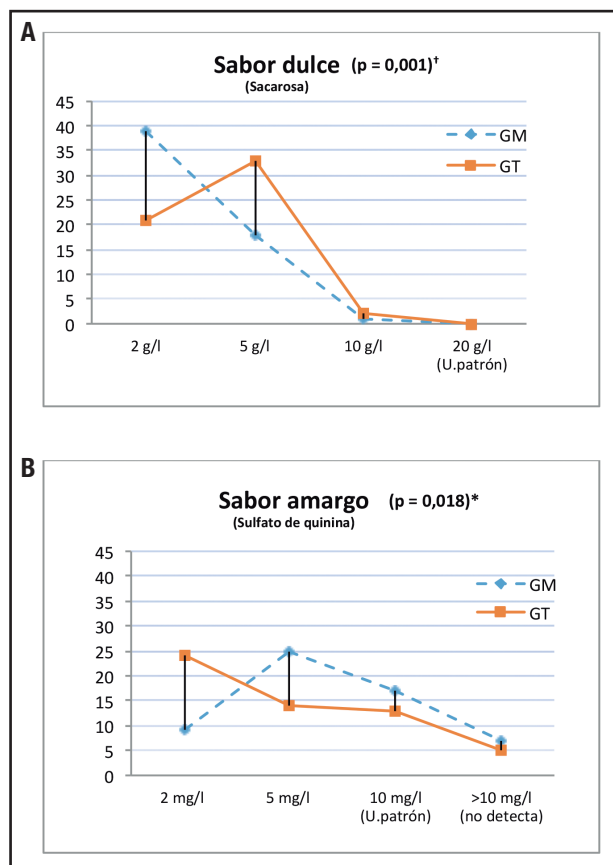 A
Sabor dulce (p = 0,001)†
(Sacarosa)
45
40
35
30
25
20
15
10
5
0
GM
GT
2 g/l 5 g/l 10 g/l 20 g/l
(U.patrón)
B
Sabor amargo (p = 0,018)*
(Sulfato de quinina)
45
40
35
30
25
20
15
10
5
0
GM
GT
2 mg/l 5 mg/l 10 mg/l >10 mg/l
(U.patrón) (no detecta)